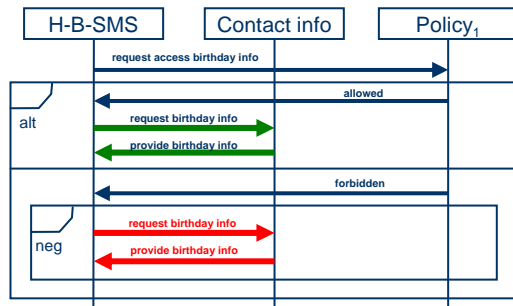 H-B-SMS Contact info Policy1
request access birthday info
allowed
alt
request birthday info
provide birthday info
forbidden
request birthday info
neg
provide birthday info